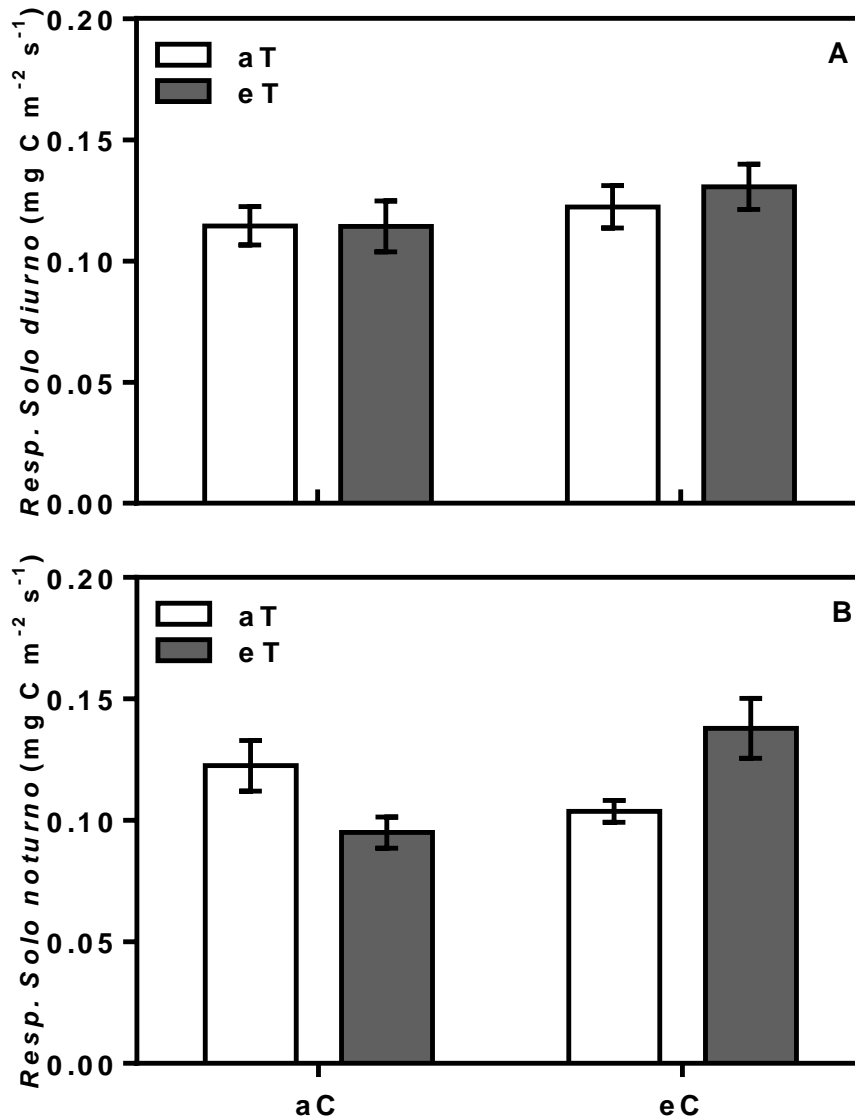 Resp. Solo diurno (mg C m⁻² s⁻¹)
0.20
0.15
0.10
0.05
0.00
aT
eT
A
Resp. Solo noturno (mg C m⁻² s⁻¹)
0.20
0.15
0.10
0.05
0.00
aT
eT
B
aC
eC